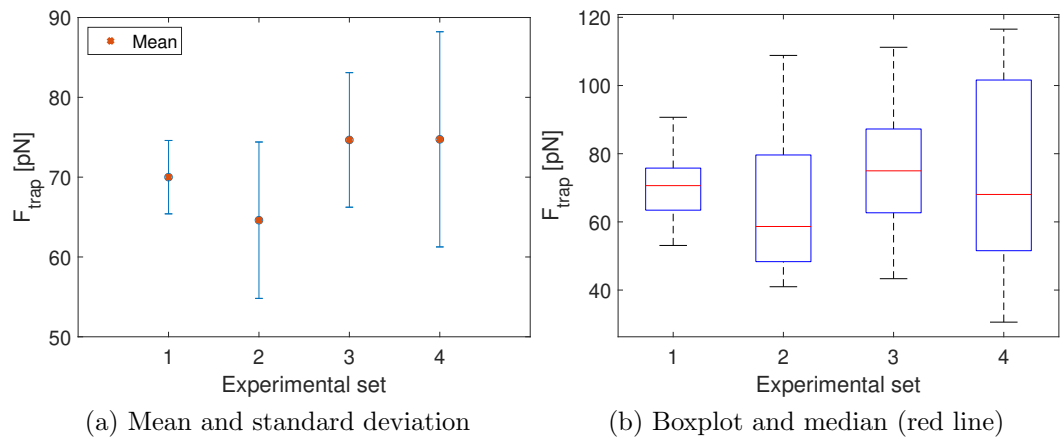 90
80
70
60
50
F_trap [pN]
Mean
1 2 3 4
Experimental set
(a) Mean and standard deviation
120
100
80
60
40
F_trap [pN]
1 2 3 4
Experimental set
(b) Boxplot and median (red line)